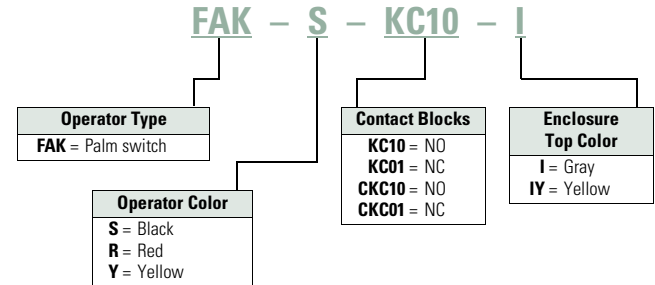 FAK – S – KC10 – I
Operator Type
FAK = Palm switch
Operator Color
S = Black
R = Red
Y = Yellow
Contact Blocks
KC10 = NO
KC01 = NC
CKC10 = NO
CKC01 = NC
Enclosure
Top Color
I = Gray
IY = Yellow